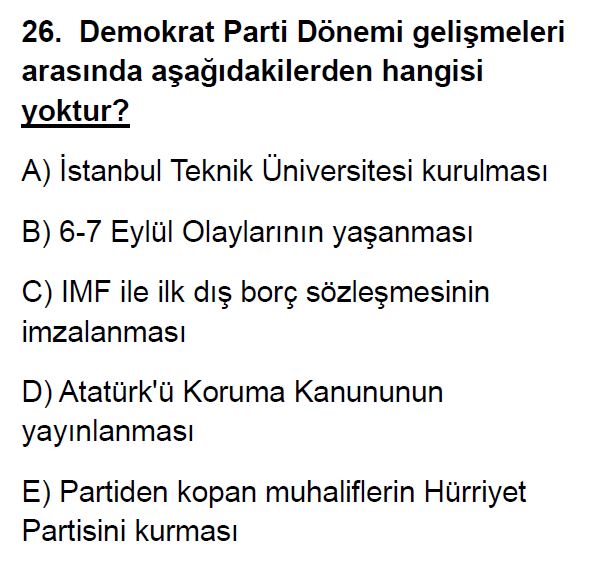 26.  Demokrat Parti Dönemi gelişmeleri
arasında aşağıdakilerden hangisi
yoktur?
A) İstanbul Teknik Üniversitesi kurulması
B) 6-7 Eylül Olaylarının yaşanması
C) IMF ile ilk dış borç sözleşmesinin
imzalanması
D) Atatürk'ü Koruma Kanununun
yayınlanması
E) Partiden kopan muhaliflerin Hürriyet
Partisini kurması